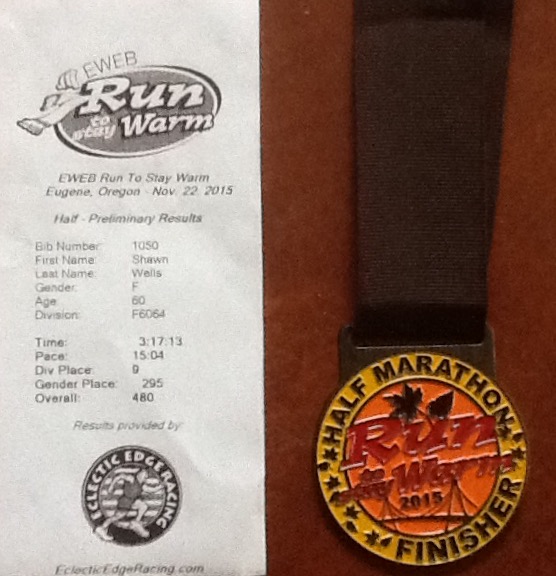 EWEB
Run
to
stay Warm
EWEB Run To Stay Warm
Eugene, Oregon - Nov. 22, 2015
Half - Preliminary Results
Bib Number: 1050
First Name: Shawn
Last Name: Wells
Gender: F
Age: 60
Division: F6064
Time: 3:17:13
Pace: 15:04
Div Place: 9
Gender Place: 295
Overall: 480
Results provided by:
ECLECTIC EDGE RACING
EclecticEdgeRacing.com
HALF MARATHON
Run
to
stay Warm
2015
FINISHER